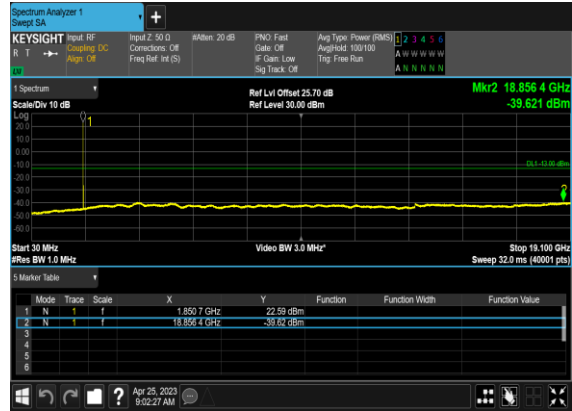 Spectrum Analyzer 1
Swept SA
+
KEYSIGHT Input: RF Input Z: 50 Ω #Atten: 20 dB PNO: Fast Avg Type: Power (RMS) 1 2 3 4 5 6
R T Coupling: DC Corrections: Off Gate: Off Avg|Hold: 100/100 A W W W W W
Align: Off Freq Ref: Int (S) IF Gain: Low Trig: Free Run
Sig Track: Off A N N N N N
1 Spectrum Ref Lvl Offset 25.70 dB Mkr2 18.856 4 GHz
Scale/Div 10 dB Ref Level 30.00 dBm -39.621 dBm
Log
20.0
10.0
0.00
-10.0
-20.0
-30.0
-40.0
-50.0
-60.0
1
DL1 -13.00 dBm
2
Start 30 MHz Video BW 3.0 MHz* Stop 19.100 GHz
#Res BW 1.0 MHz Sweep 32.0 ms (40001 pts)
5 Marker Table
Mode Trace Scale X Y Function Function Width Function Value
1 N 1 f 1.850 7 GHz 22.59 dBm
2 N 1 f 18.856 4 GHz -39.62 dBm
3
4
5
6
? Apr 25, 2023
9:02:27 AM